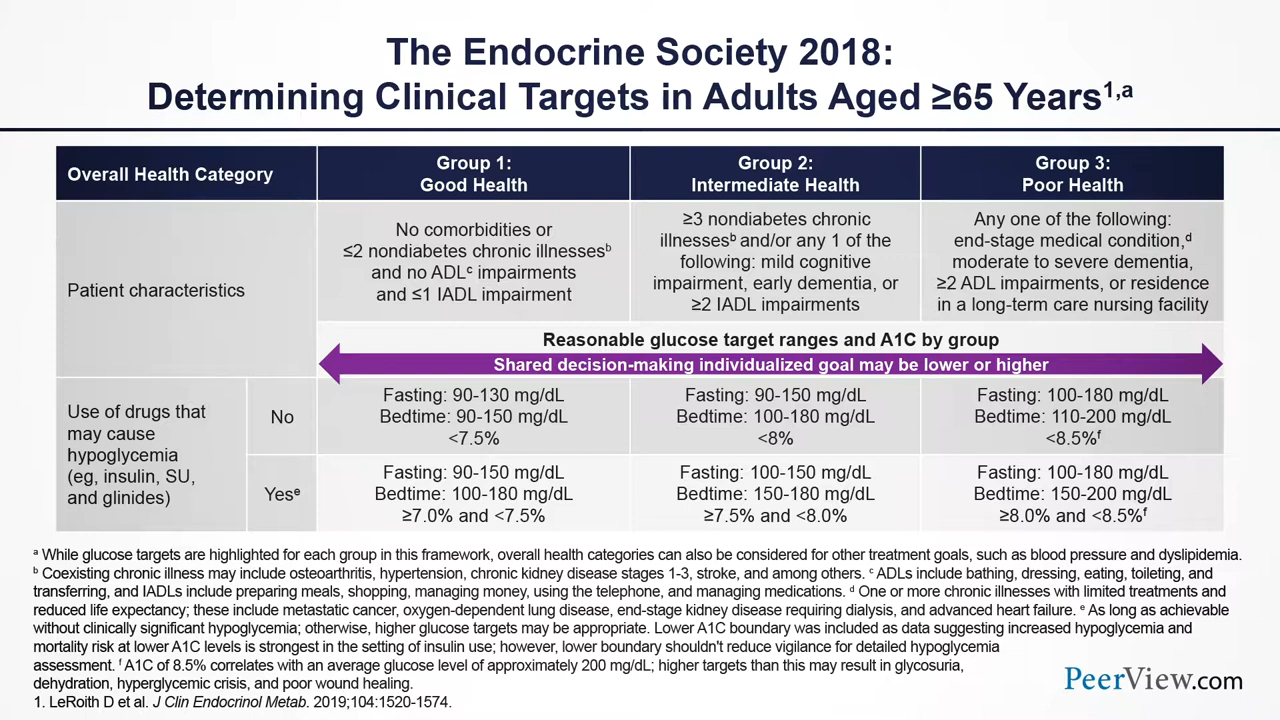 The Endocrine Society 2018:
Determining Clinical Targets in Adults Aged ≥65 Years1,a
Overall Health Category
Group 1:
Good Health
Group 2:
Intermediate Health
Group 3:
Poor Health
Patient characteristics
No comorbidities or
≤2 nondiabetes chronic illnessesb
and no ADLc impairments
and ≤1 IADL impairment
≥3 nondiabetes chronic
illnessesb and/or any 1 of the
following: mild cognitive
impairment, early dementia, or
≥2 IADL impairments
Any one of the following:
end-stage medical condition,d
moderate to severe dementia,
≥2 ADL impairments, or residence
in a long-term care nursing facility
Reasonable glucose target ranges and A1C by group
Shared decision-making individualized goal may be lower or higher
Use of drugs that
may cause
hypoglycemia
(eg, insulin, SU,
and glinides)
No
Fasting: 90-130 mg/dL
Bedtime: 90-150 mg/dL
<7.5%
Fasting: 90-150 mg/dL
Bedtime: 100-180 mg/dL
<8%
Fasting: 100-180 mg/dL
Bedtime: 110-200 mg/dL
<8.5%f
Yese
Fasting: 90-150 mg/dL
Bedtime: 100-180 mg/dL
≥7.0% and <7.5%
Fasting: 100-150 mg/dL
Bedtime: 150-180 mg/dL
≥7.5% and <8.0%
Fasting: 100-180 mg/dL
Bedtime: 150-200 mg/dL
≥8.0% and <8.5%f
a While glucose targets are highlighted for each group in this framework, overall health categories can also be considered for other treatment goals, such as blood pressure and dyslipidemia.
b Coexisting chronic illness may include osteoarthritis, hypertension, chronic kidney disease stages 1-3, stroke, and among others. c ADLs include bathing, dressing, eating, toileting, and
transferring, and IADLs include preparing meals, shopping, managing money, using the telephone, and managing medications. d One or more chronic illnesses with limited treatments and
reduced life expectancy; these include metastatic cancer, oxygen-dependent lung disease, end-stage kidney disease requiring dialysis, and advanced heart failure. e As long as achievable
without clinically significant hypoglycemia; otherwise, higher glucose targets may be appropriate. Lower A1C boundary was included as data suggesting increased hypoglycemia and
mortality risk at lower A1C levels is strongest in the setting of insulin use; however, lower boundary shouldn't reduce vigilance for detailed hypoglycemia
assessment. f A1C of 8.5% correlates with an average glucose level of approximately 200 mg/dL; higher targets than this may result in glycosuria,
dehydration, hyperglycemic crisis, and poor wound healing.
1. LeRoith D et al. J Clin Endocrinol Metab. 2019;104:1520-1574.
PeerView.com